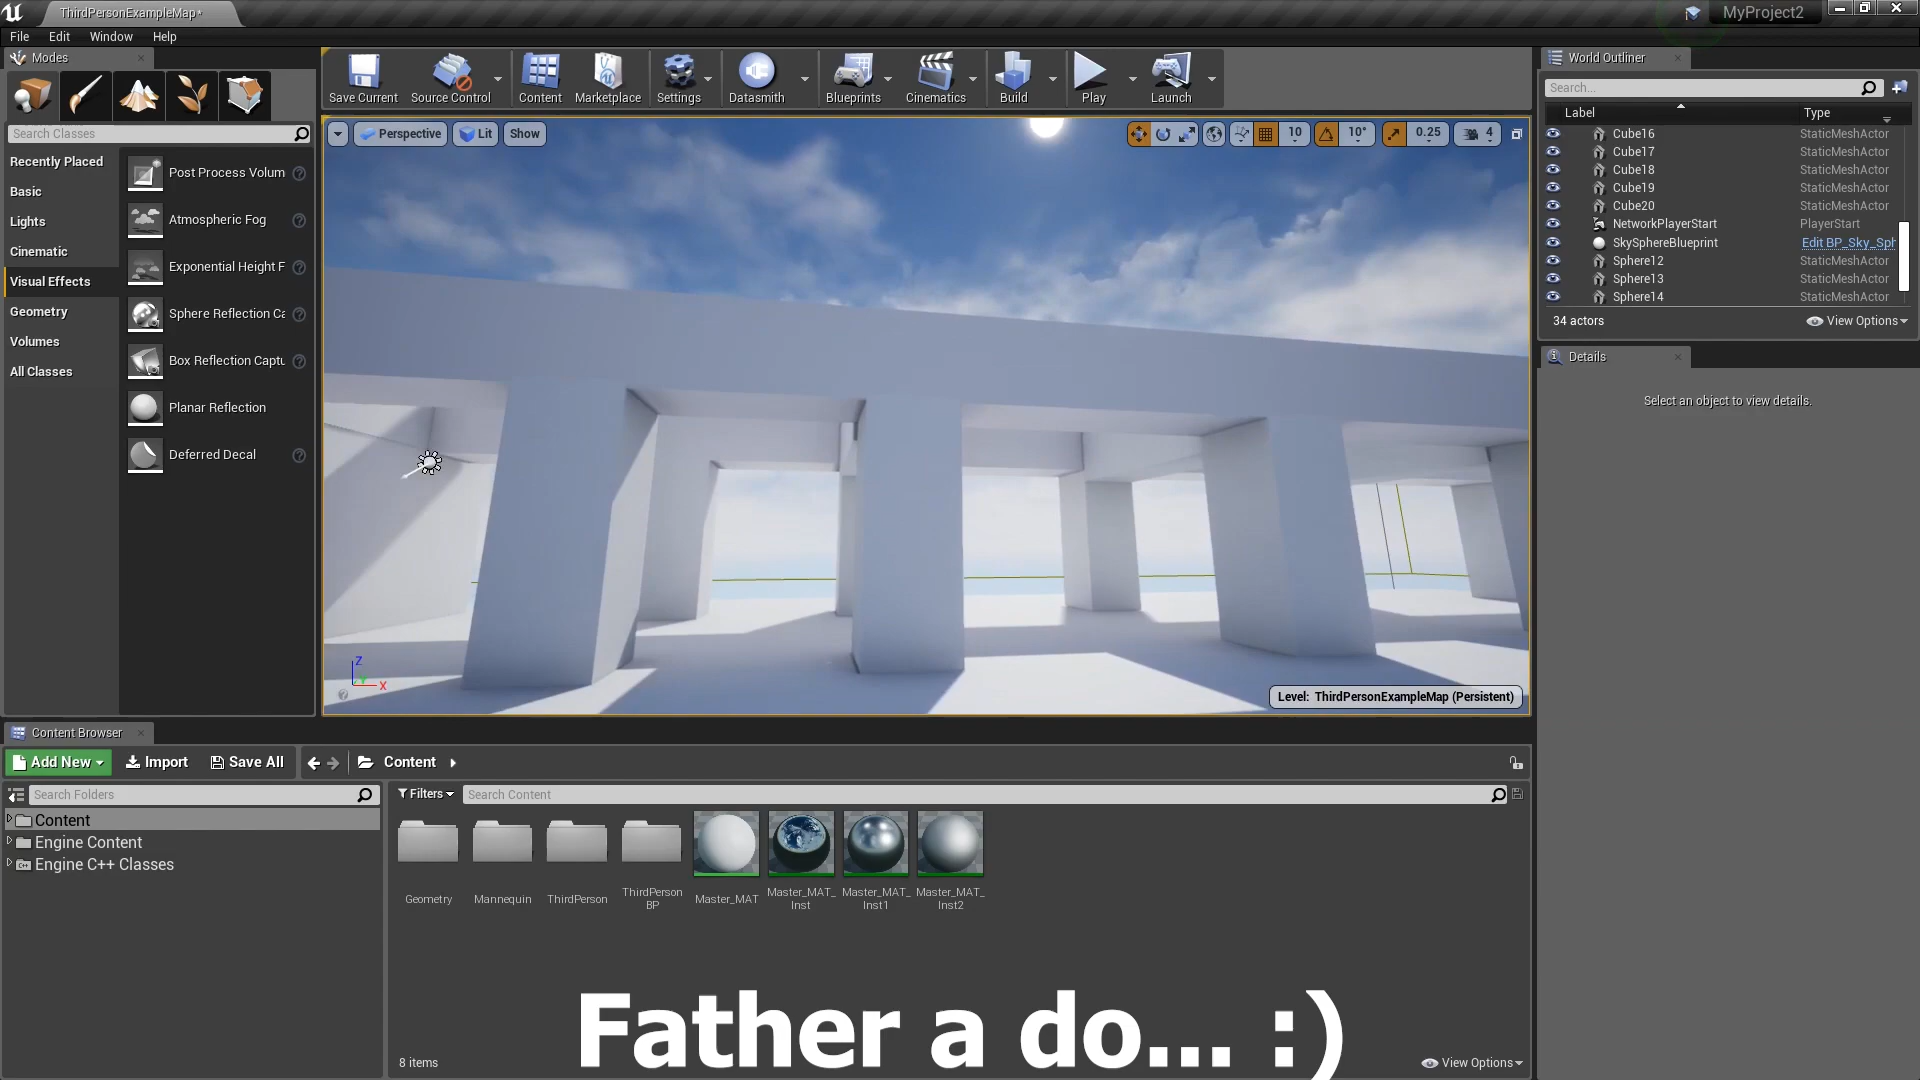 ThirdPersonExampleMap*
MyProject2
File Edit Window Help
Modes
Search Classes
Recently Placed
Basic
Lights
Cinematic
Visual Effects
Geometry
Volumes
All Classes
Post Process Volum
Atmospheric Fog
Exponential Height F
Sphere Reflection Ca
Box Reflection Captu
Planar Reflection
Deferred Decal
Save Current Source Control Content Marketplace Settings Datasmith Blueprints Cinematics Build Play Launch
Perspective Lit Show
10 10° 0.25 4
Z
X
Level: ThirdPersonExampleMap (Persistent)
World Outliner
Search...
Label Type
Cube16 StaticMeshActor
Cube17 StaticMeshActor
Cube18 StaticMeshActor
Cube19 StaticMeshActor
Cube20 StaticMeshActor
NetworkPlayerStart PlayerStart
SkySphereBlueprint Edit BP_Sky_Sph
Sphere12 StaticMeshActor
Sphere13 StaticMeshActor
Sphere14 StaticMeshActor
34 actors View Options
Details
Select an object to view details.
Content Browser
Add New Import Save All Content
Search Folders
Content
Engine Content
Engine C++ Classes
Filters Search Content
Geometry
Mannequin
ThirdPerson
ThirdPerson
BP
Master_MAT
Master_MAT_
Inst
Master_MAT_
Inst1
Master_MAT_
Inst2
8 items View Options
Father a do... :)